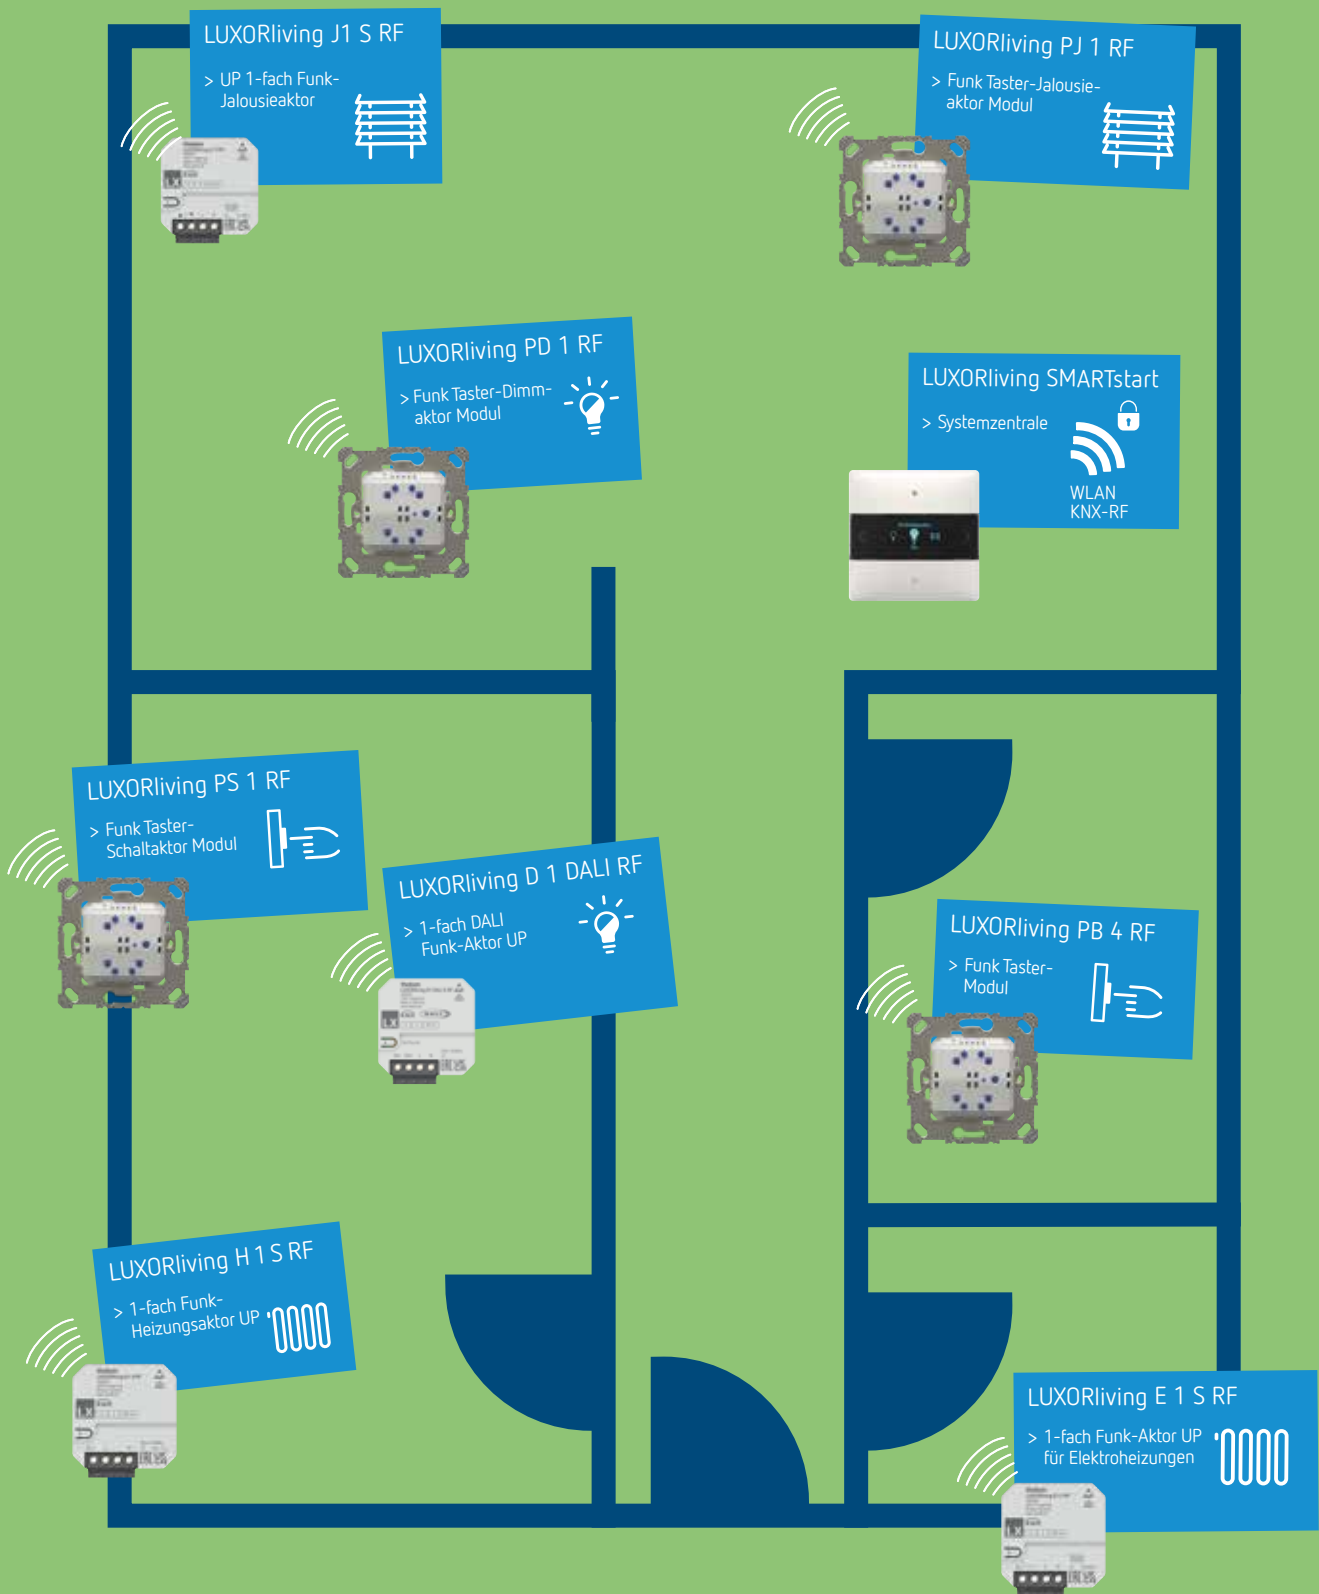 LUXORliving J1 S RF
> UP 1-fach Funk-
Jalousieaktor
LUXORliving PJ 1 RF
> Funk Taster-Jalousie-
aktor Modul
LUXORliving PD 1 RF
> Funk Taster-Dimm-
aktor Modul
LUXORliving SMARTstart
> Systemzentrale
WLAN
KNX-RF
LUXORliving PS 1 RF
> Funk Taster-
Schaltaktor Modul
LUXORliving D 1 DALI RF
> 1-fach DALI
Funk-Aktor UP
LX
LUXORliving PB 4 RF
> Funk Taster-
Modul
LUXORliving H 1 S RF
> 1-fach Funk-
Heizungsaktor UP
LX
LUXORliving E 1 S RF
> 1-fach Funk-Aktor UP
für Elektroheizungen
LX